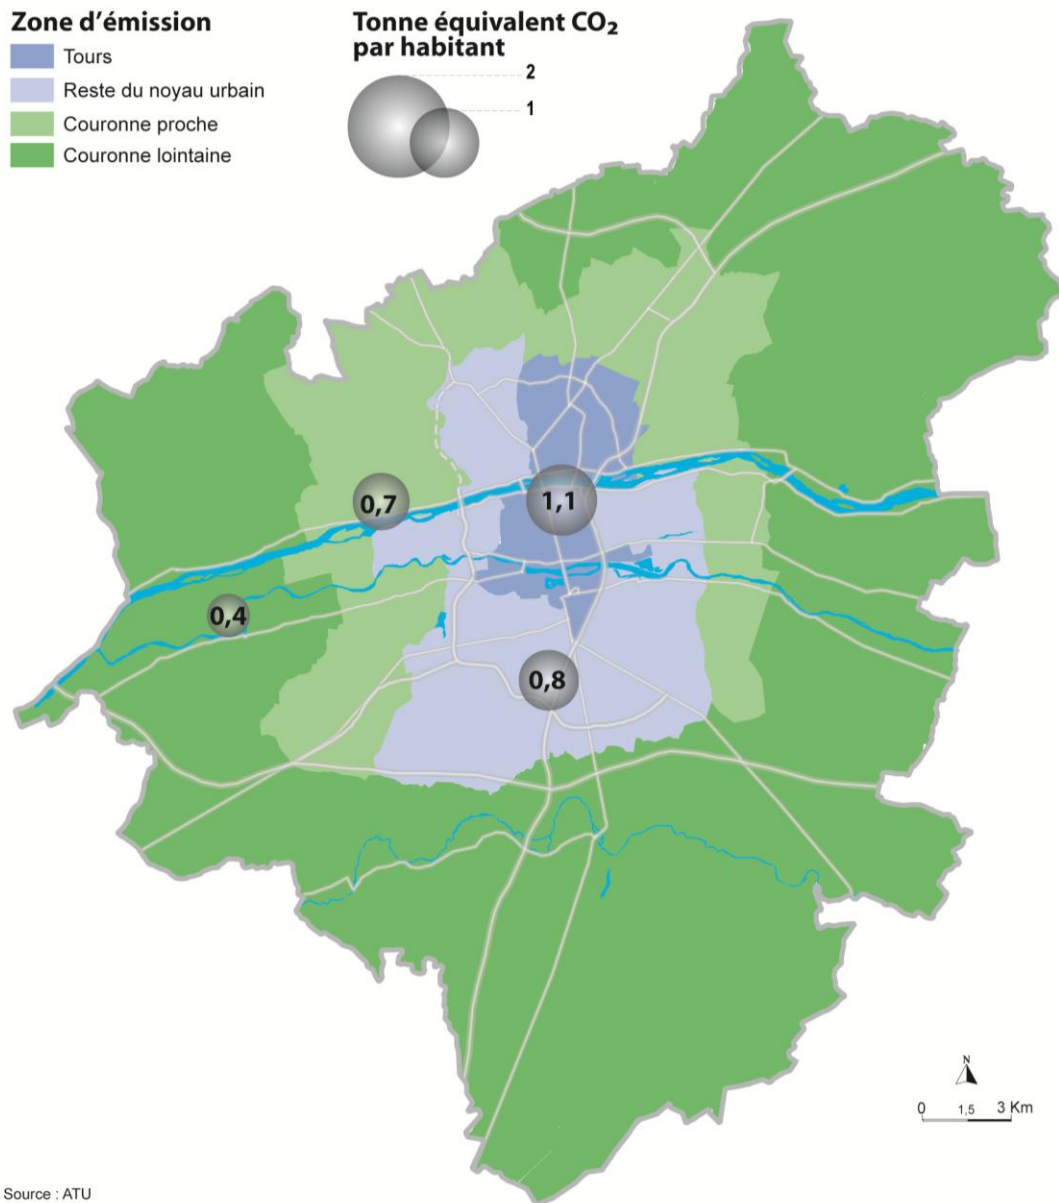 Zone d'émission
Tours
Reste du noyau urbain
Couronne proche
Couronne lointaine
Tonne équivalent CO₂
par habitant
2
1
0,7
1,1
0,4
0,8
N
0 1,5 3 Km
Source : ATU